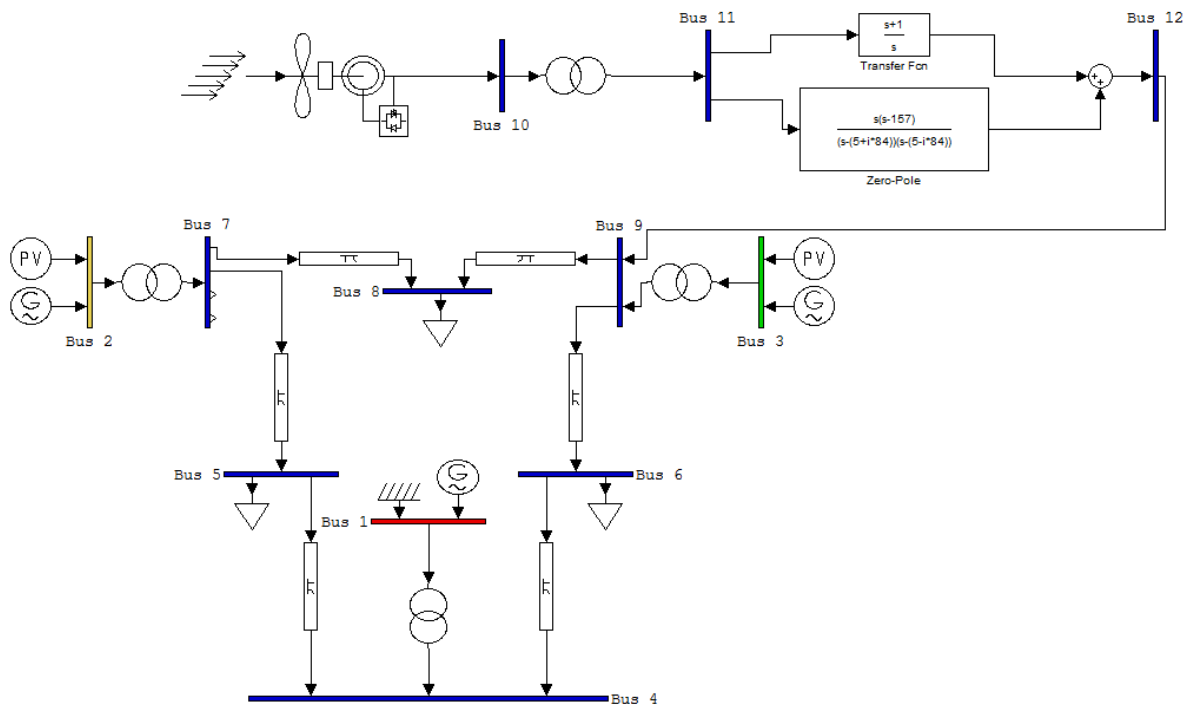 Bus 11
Bus 12
s+1
s
Transfer Fcn
++
Bus 10
s(s-157)
(s-(5+i*84))(s-(5-i*84))
Zero-Pole
Bus 7
Bus 9
PV
PV
G
~
Bus 8
G
~
Bus 2
Bus 3
Bus 5
G
~
Bus 6
Bus 1
Bus 4